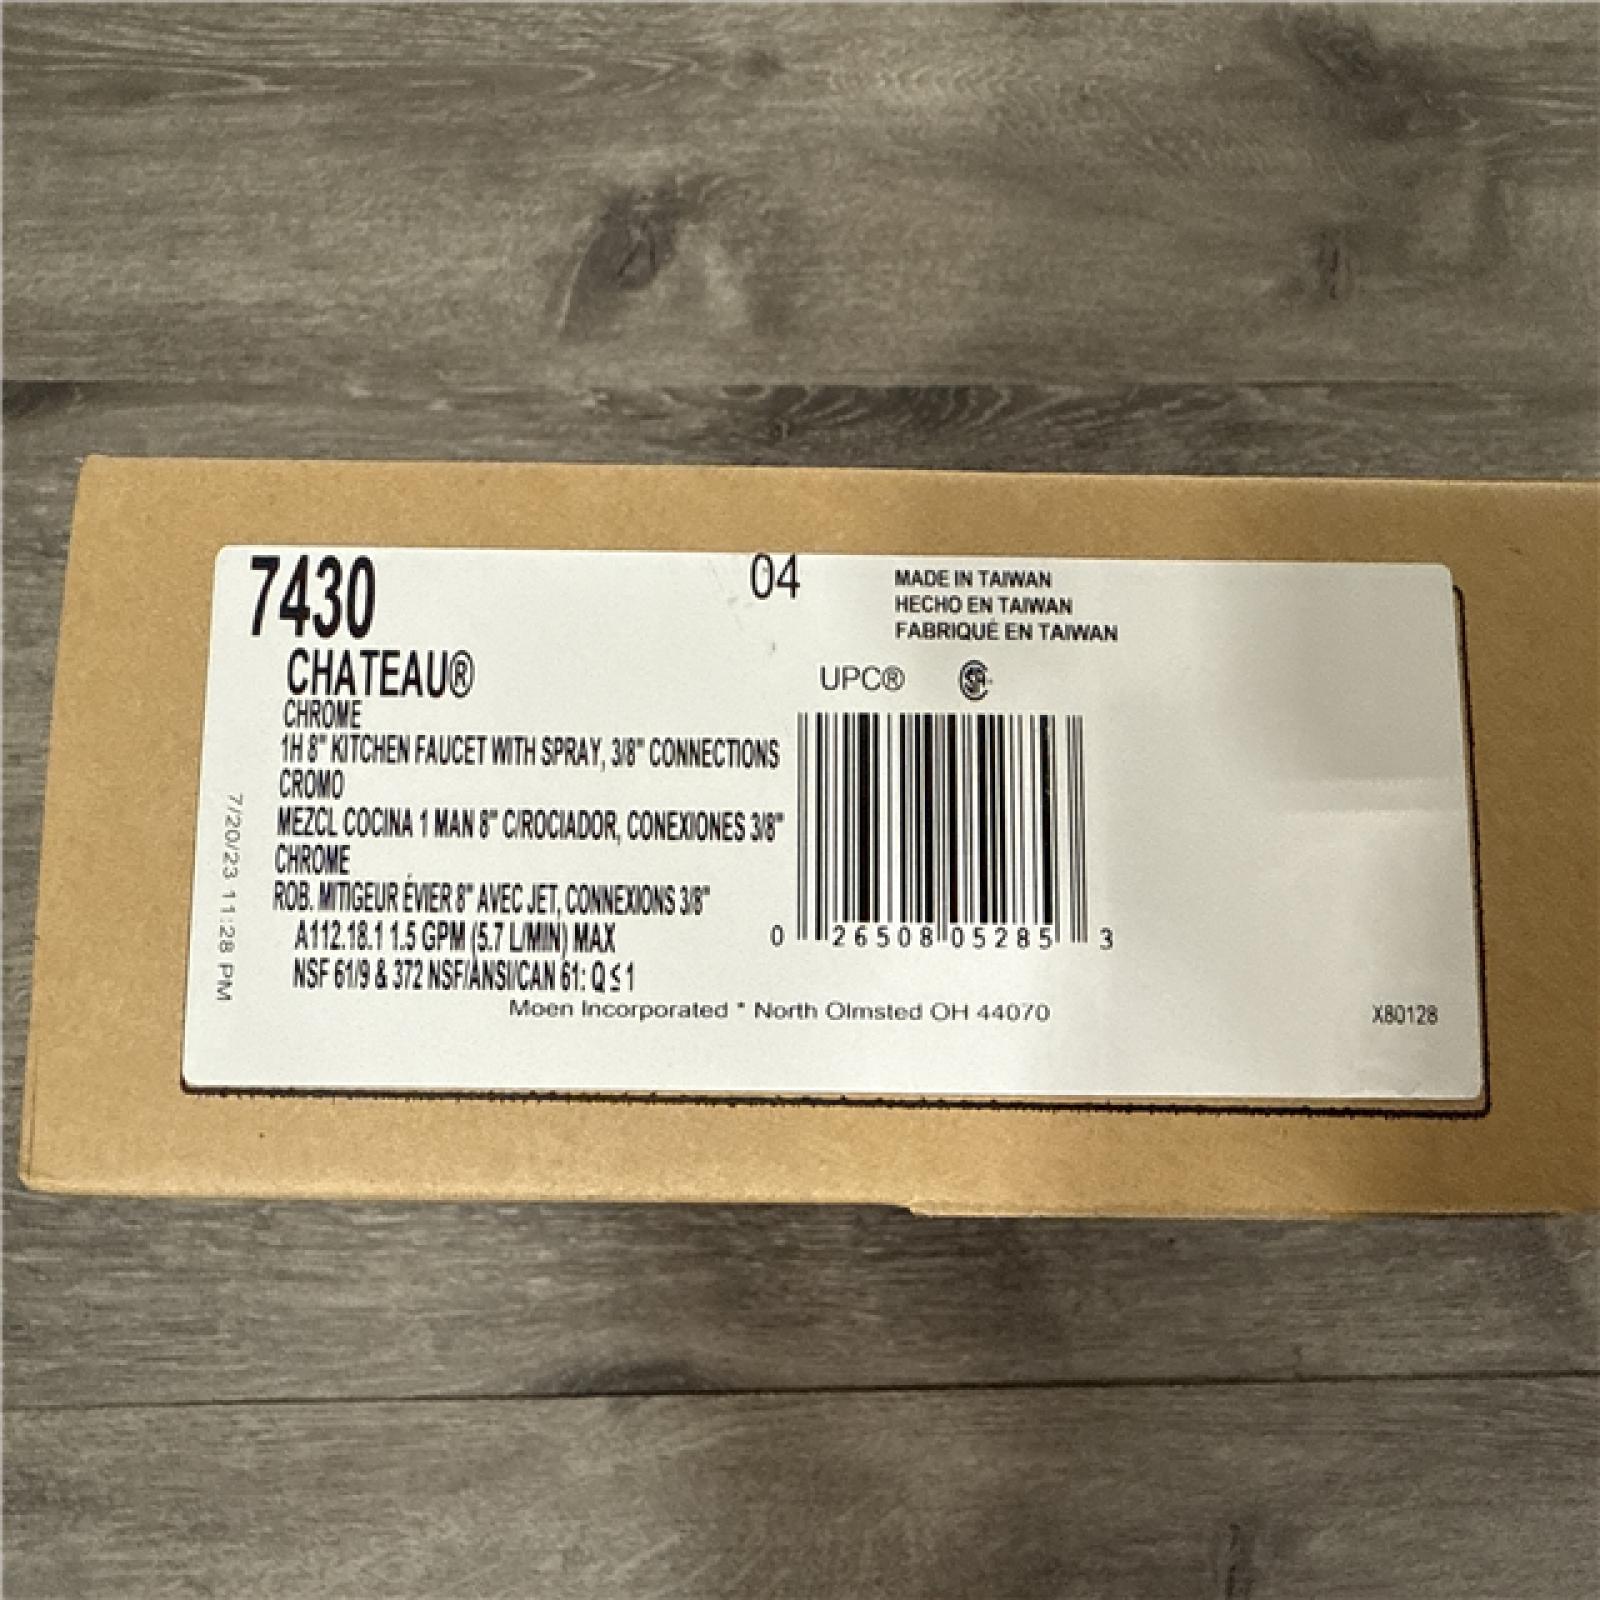 7430
04
MADE IN TAIWAN
HECHO EN TAIWAN
FABRIQUÉ EN TAIWAN
CHATEAU®
UPC®
CHROME
1H 8" KITCHEN FAUCET WITH SPRAY, 3/8" CONNECTIONS
CROMO
MEZCL COCINA 1 MAN 8" C/ROCIADOR, CONEXIONES 3/8"
CHROME
ROB. MITIGEUR ÉVIER 8" AVEC JET, CONNEXIONS 3/8"
A112.18.1 1.5 GPM (5.7 L/MIN) MAX
NSF 61/9 & 372 NSF/ANSI/CAN 61: Q ≤ 1
0 26508 05285 3
Moen Incorporated * North Olmsted OH 44070
X80128
7/20/23 11:28 PM